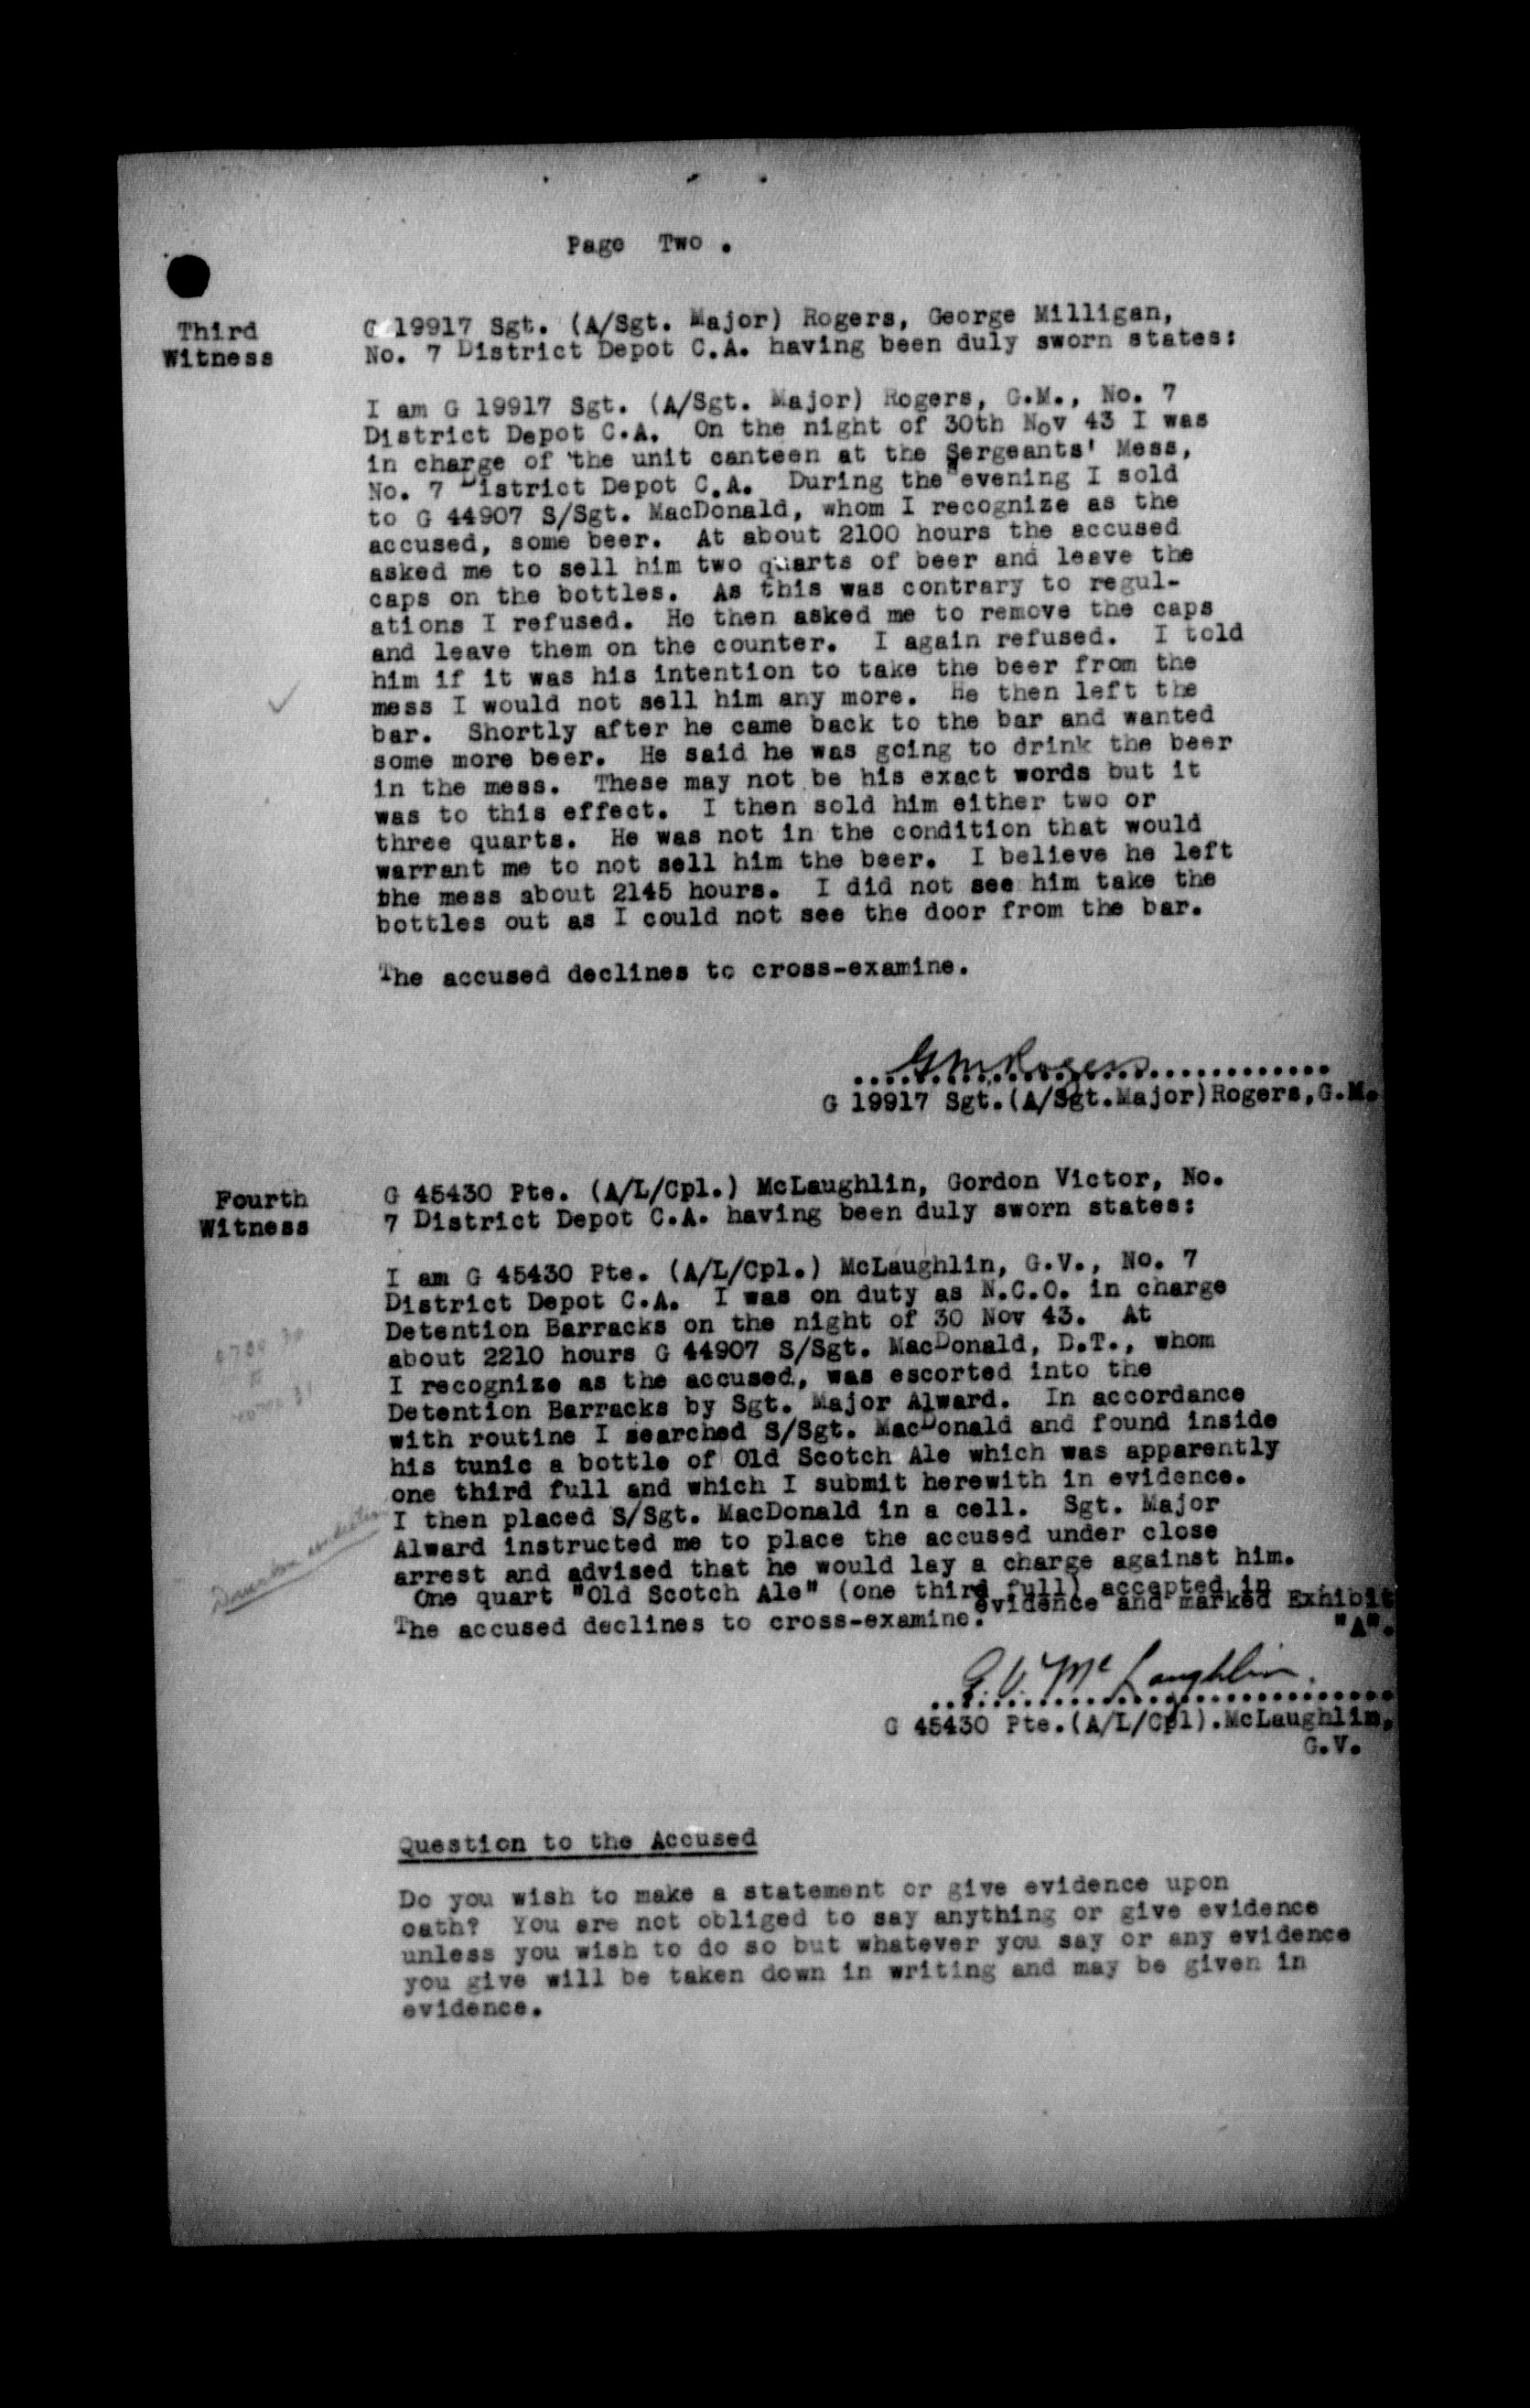 Page Two .
Third
Witness
G 19917 Sgt. (A/Sgt. Major) Rogers, George Milligan,
No. 7 District Depot C.A. having been duly sworn states:
I am G 19917 Sgt. (A/Sgt. Major) Rogers, G.M., No. 7
District Depot C.A. On the night of 30th Nov 43 I was
in charge of the unit canteen at the Sergeants' Mess,
No. 7 District Depot C.A. During the evening I sold
to G 44907 S/Sgt. MacDonald, whom I recognize as the
accused, some beer. At about 2100 hours the accused
asked me to sell him two quarts of beer and leave the
caps on the bottles. As this was contrary to regul-
ations I refused. He then asked me to remove the caps
and leave them on the counter. I again refused. I told
him if it was his intention to take the beer from the
mess I would not sell him any more. He then left the
bar. Shortly after he came back to the bar and wanted
some more beer. He said he was going to drink the beer
in the mess. These may not be his exact words but it
was to this effect. I then sold him either two or
three quarts. He was not in the condition that would
warrant me to not sell him the beer. I believe he left
the mess about 2145 hours. I did not see him take the
bottles out as I could not see the door from the bar.
The accused declines to cross-examine.
GM Rogers
G 19917 Sgt.(A/Sgt.Major)Rogers,G.M.
Fourth
Witness
G 45430 Pte. (A/L/Cpl.) McLaughlin, Gordon Victor, No.
7 District Depot C.A. having been duly sworn states:
I am G 45430 Pte. (A/L/Cpl.) McLaughlin, G.V., No. 7
District Depot C.A. I was on duty as N.C.O. in charge
Detention Barracks on the night of 30 Nov 43. At
about 2210 hours G 44907 S/Sgt. MacDonald, D.T., whom
I recognize as the accused, was escorted into the
Detention Barracks by Sgt. Major Alward. In accordance
with routine I searched S/Sgt. MacDonald and found inside
his tunic a bottle of Old Scotch Ale which was apparently
one third full and which I submit herewith in evidence.
I then placed S/Sgt. MacDonald in a cell. Sgt. Major
Alward instructed me to place the accused under close
arrest and advised that he would lay a charge against him.
One quart "Old Scotch Ale" (one third full) accepted in
evidence and marked Exhibit
"A".
The accused declines to cross-examine.
G.V. McLaughlin.
G 45430 Pte.(A/L/Cpl).McLaughlin,
G.V.
Question to the Accused
Do you wish to make a statement or give evidence upon
oath? You are not obliged to say anything or give evidence
unless you wish to do so but whatever you say or any evidence
you give will be taken down in writing and may be given in
evidence.